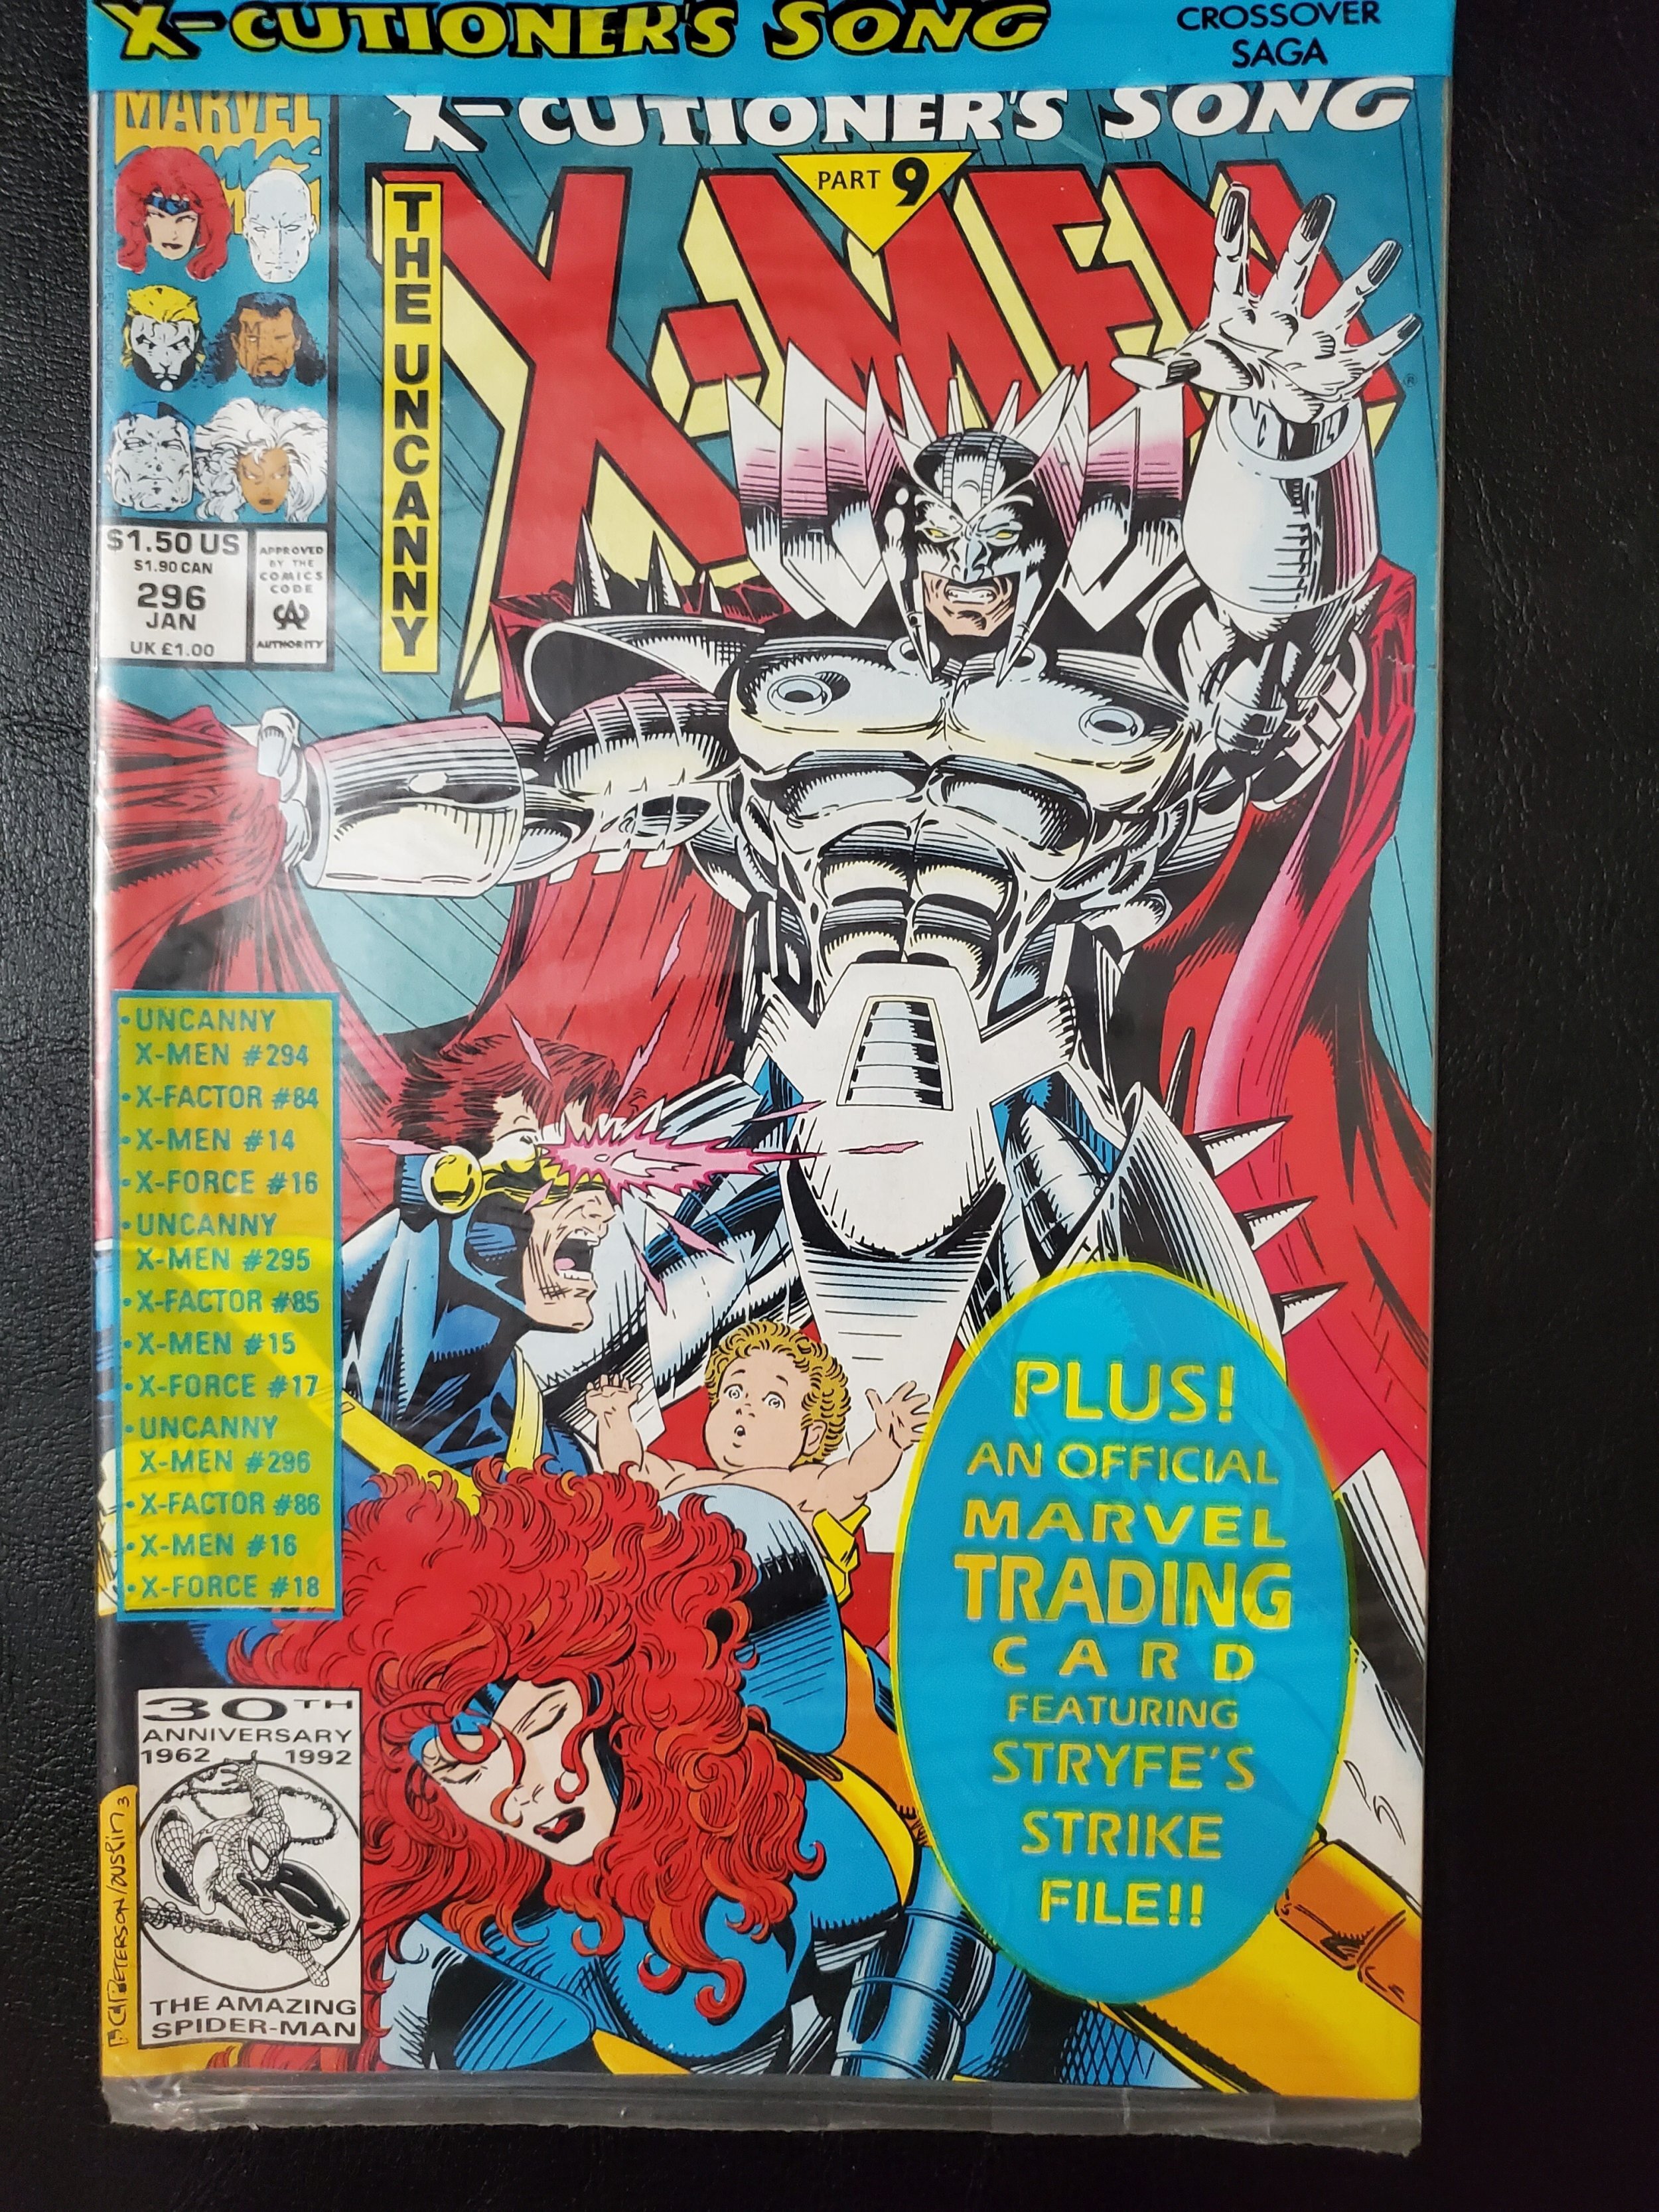 X-CUTIONER'S SONG
CROSSOVER
SAGA
MARVEL
COMICS
X-CUTIONER'S SONG
PART 9
THE UNCANNY
X-MEN
®
$1.50 US
$1.90 CAN
296
JAN
UK £1.00
APPROVED
BY THE
COMICS
CODE
CA
AUTHORITY
• UNCANNY
X-MEN #294
• X-FACTOR #84
• X-MEN #14
• X-FORCE #16
• UNCANNY
X-MEN #295
• X-FACTOR #85
• X-MEN #15
• X-FORCE #17
• UNCANNY
X-MEN #296
• X-FACTOR #86
• X-MEN #16
• X-FORCE #18
PLUS!
AN OFFICIAL
MARVEL
TRADING
CARD
FEATURING
STRYFE'S
STRIKE
FILE!!
30TH
ANNIVERSARY
1962 1992
THE AMAZING
SPIDER-MAN
PETERSON/AUSTIN